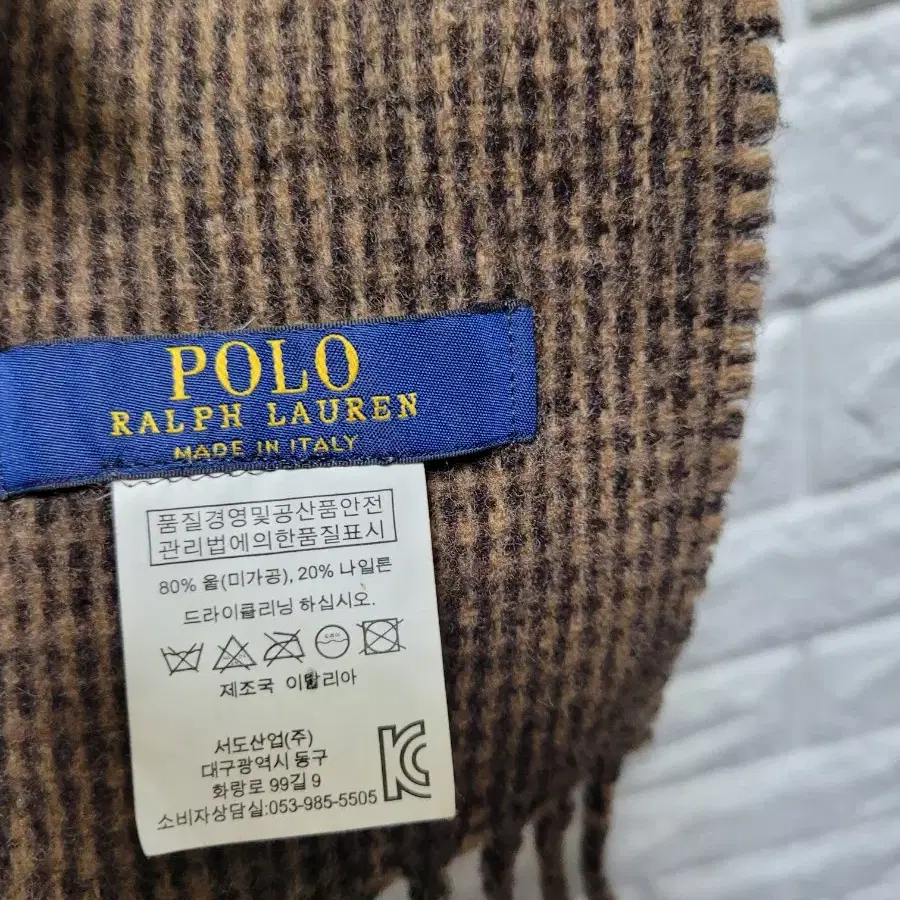 POLO
RALPH LAUREN
MADE IN ITALY
품질경영및공산품안전
관리법에의한품질표시
80% 울(미가공), 20% 나일론
드라이클리닝 하십시오.
제조국 이탈리아
서도산업(주)
대구광역시 동구
화랑로 99길 9
소비자상담실:053-985-5505